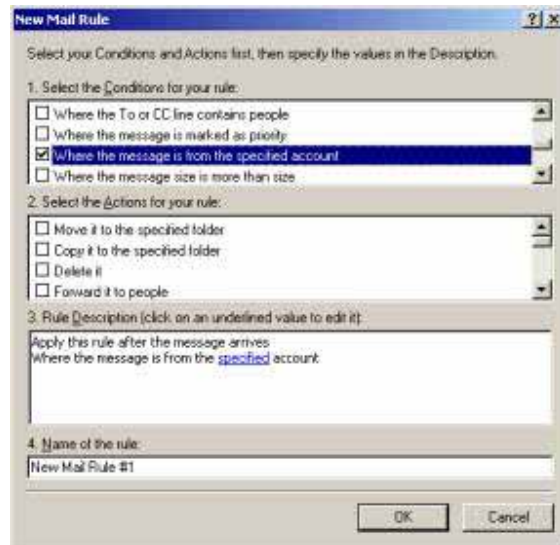 New Mail Rule
Select your Conditions and Actions first, then specify the values in the Description.
1. Select the Conditions for your rule:
Where the To or CC line contains people
Where the message is marked as priority
Where the message is from the specified account
Where the message size is more than size
2. Select the Actions for your rule:
Move it to the specified folder
Copy it to the specified folder
Delete it
Forward it to people
3. Rule Description (click on an underlined value to edit it):
Apply this rule after the message arrives
Where the message is from the specified account
4. Name of the rule:
New Mail Rule #1
OK Cancel